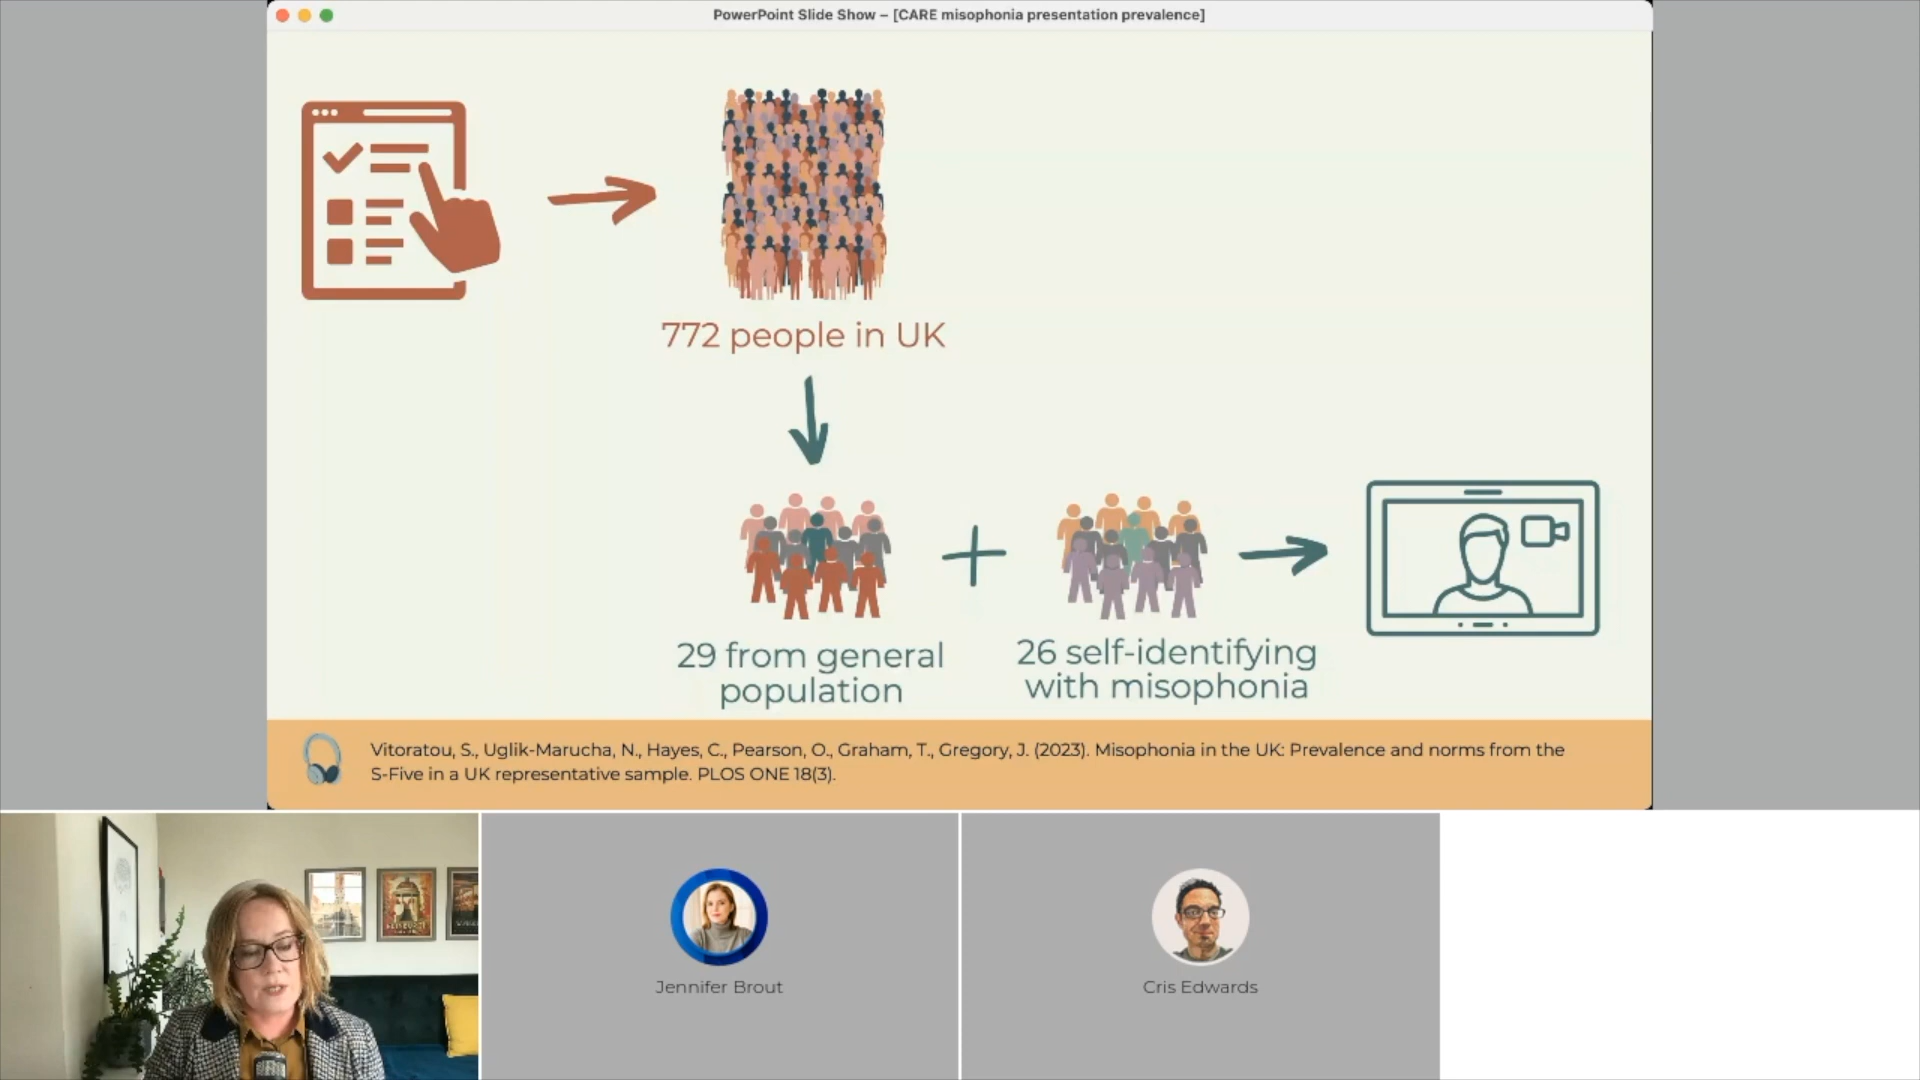 PowerPoint Slide Show – [CARE misophonia presentation prevalence]
772 people in UK
29 from general
population
26 self-identifying
with misophonia
Vitoratou, S., Uglik-Marucha, N., Hayes, C., Pearson, O., Graham, T., Gregory, J. (2023). Misophonia in the UK: Prevalence and norms from the
S-Five in a UK representative sample. PLOS ONE 18(3).
Jennifer Brout
Cris Edwards